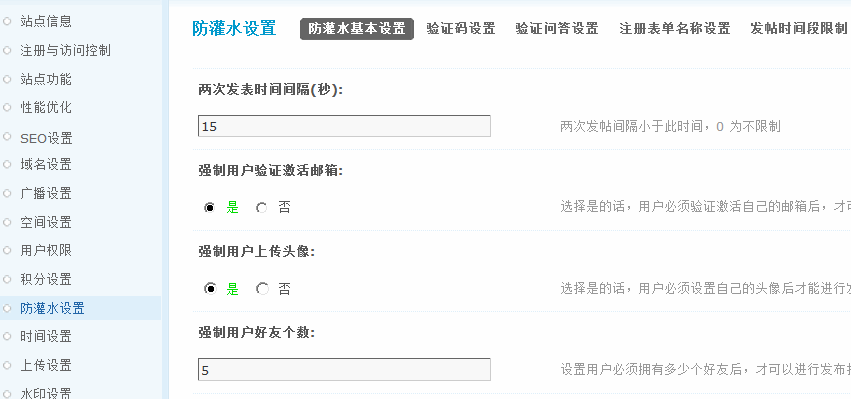 站点信息
注册与访问控制
站点功能
性能优化
SEO设置
域名设置
广播设置
空间设置
用户权限
积分设置
防灌水设置
时间设置
上传设置
水印设置
防灌水设置 防灌水基本设置 验证码设置 验证问答设置 注册表单名称设置 发帖时间段限制
两次发表时间间隔(秒):
15 两次发帖间隔小于此时间，0 为不限制
强制用户验证激活邮箱:
是 否 选择是的话，用户必须验证激活自己的邮箱后，才可
强制用户上传头像:
是 否 选择是的话，用户必须设置自己的头像后才能进行发
强制用户好友个数:
5 设置用户必须拥有多少个好友后，才可以进行发布操